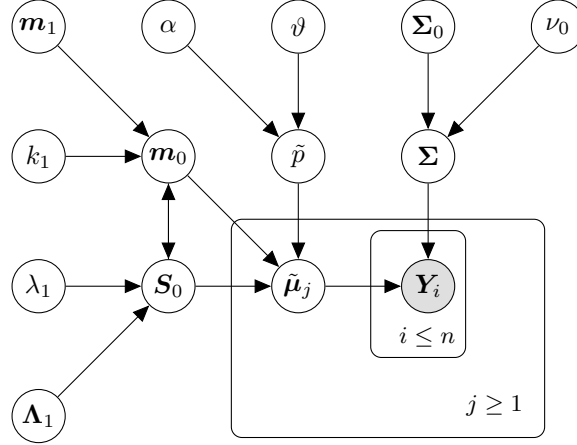 𝒎₁ α ϑ 𝚺₀ ν₀
k₁ 𝒎₀ p̃ 𝚺
λ₁ 𝑺₀ 𝝁̃ⱼ 𝒀ᵢ
i ≤ n
𝚲₁ j ≥ 1